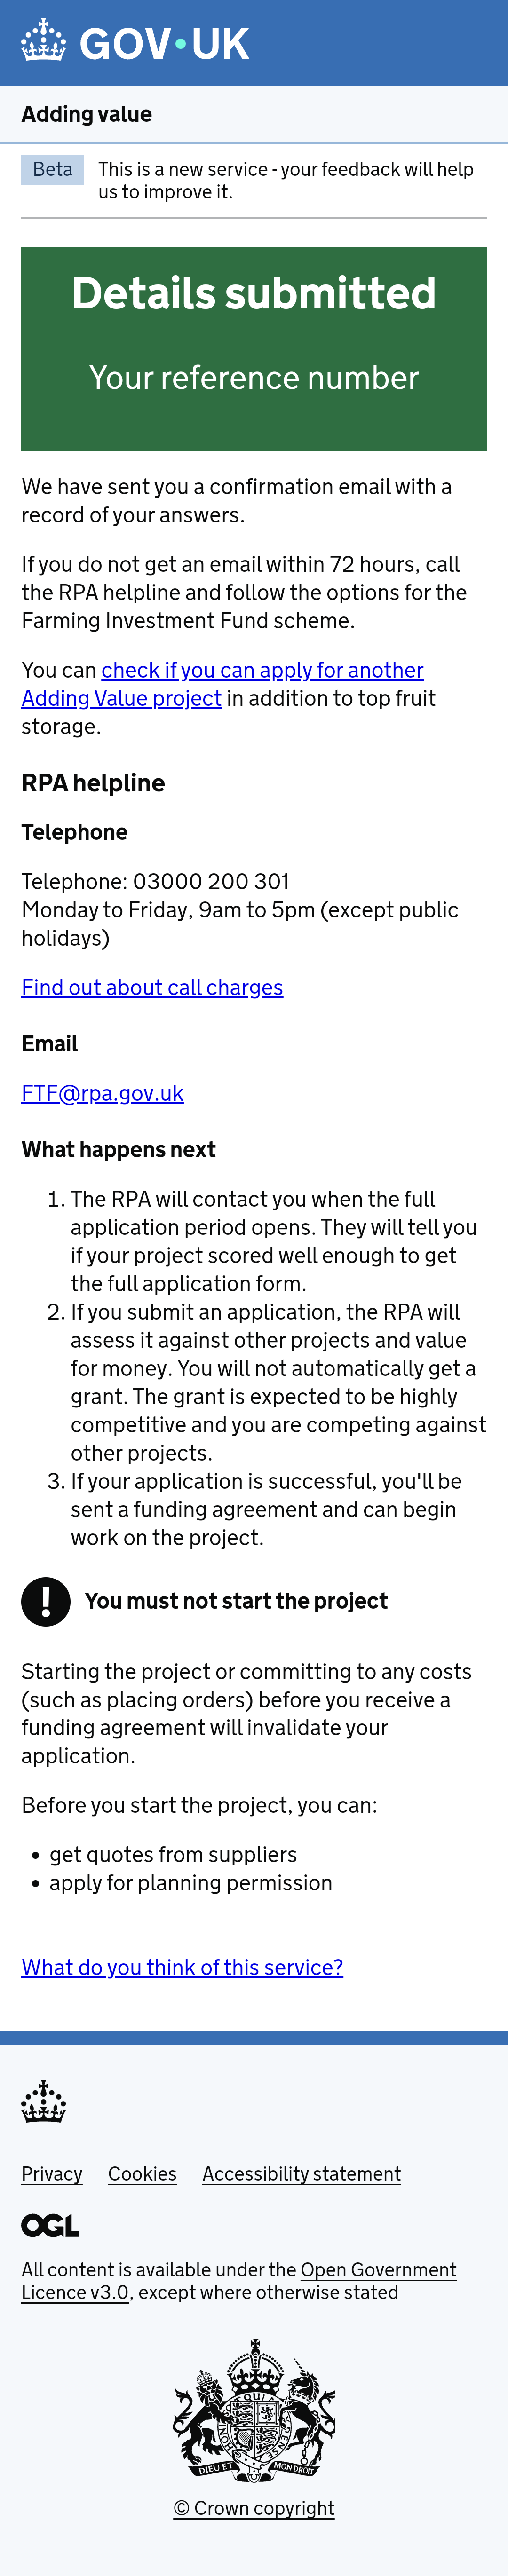 GOV•UK
Adding value
Beta
This is a new service - your feedback will help
us to improve it.
Details submitted
Your reference number
We have sent you a confirmation email with a
record of your answers.
If you do not get an email within 72 hours, call
the RPA helpline and follow the options for the
Farming Investment Fund scheme.
You can check if you can apply for another
Adding Value project in addition to top fruit
storage.
RPA helpline
Telephone
Telephone: 03000 200 301
Monday to Friday, 9am to 5pm (except public
holidays)
Find out about call charges
Email
FTF@rpa.gov.uk
What happens next
1. The RPA will contact you when the full
application period opens. They will tell you
if your project scored well enough to get
the full application form.
2. If you submit an application, the RPA will
assess it against other projects and value
for money. You will not automatically get a
grant. The grant is expected to be highly
competitive and you are competing against
other projects.
3. If your application is successful, you'll be
sent a funding agreement and can begin
work on the project.
! You must not start the project
Starting the project or committing to any costs
(such as placing orders) before you receive a
funding agreement will invalidate your
application.
Before you start the project, you can:
• get quotes from suppliers
• apply for planning permission
What do you think of this service?
Privacy Cookies Accessibility statement
OGL
All content is available under the Open Government
Licence v3.0, except where otherwise stated
DIEU ET MON DROIT
© Crown copyright